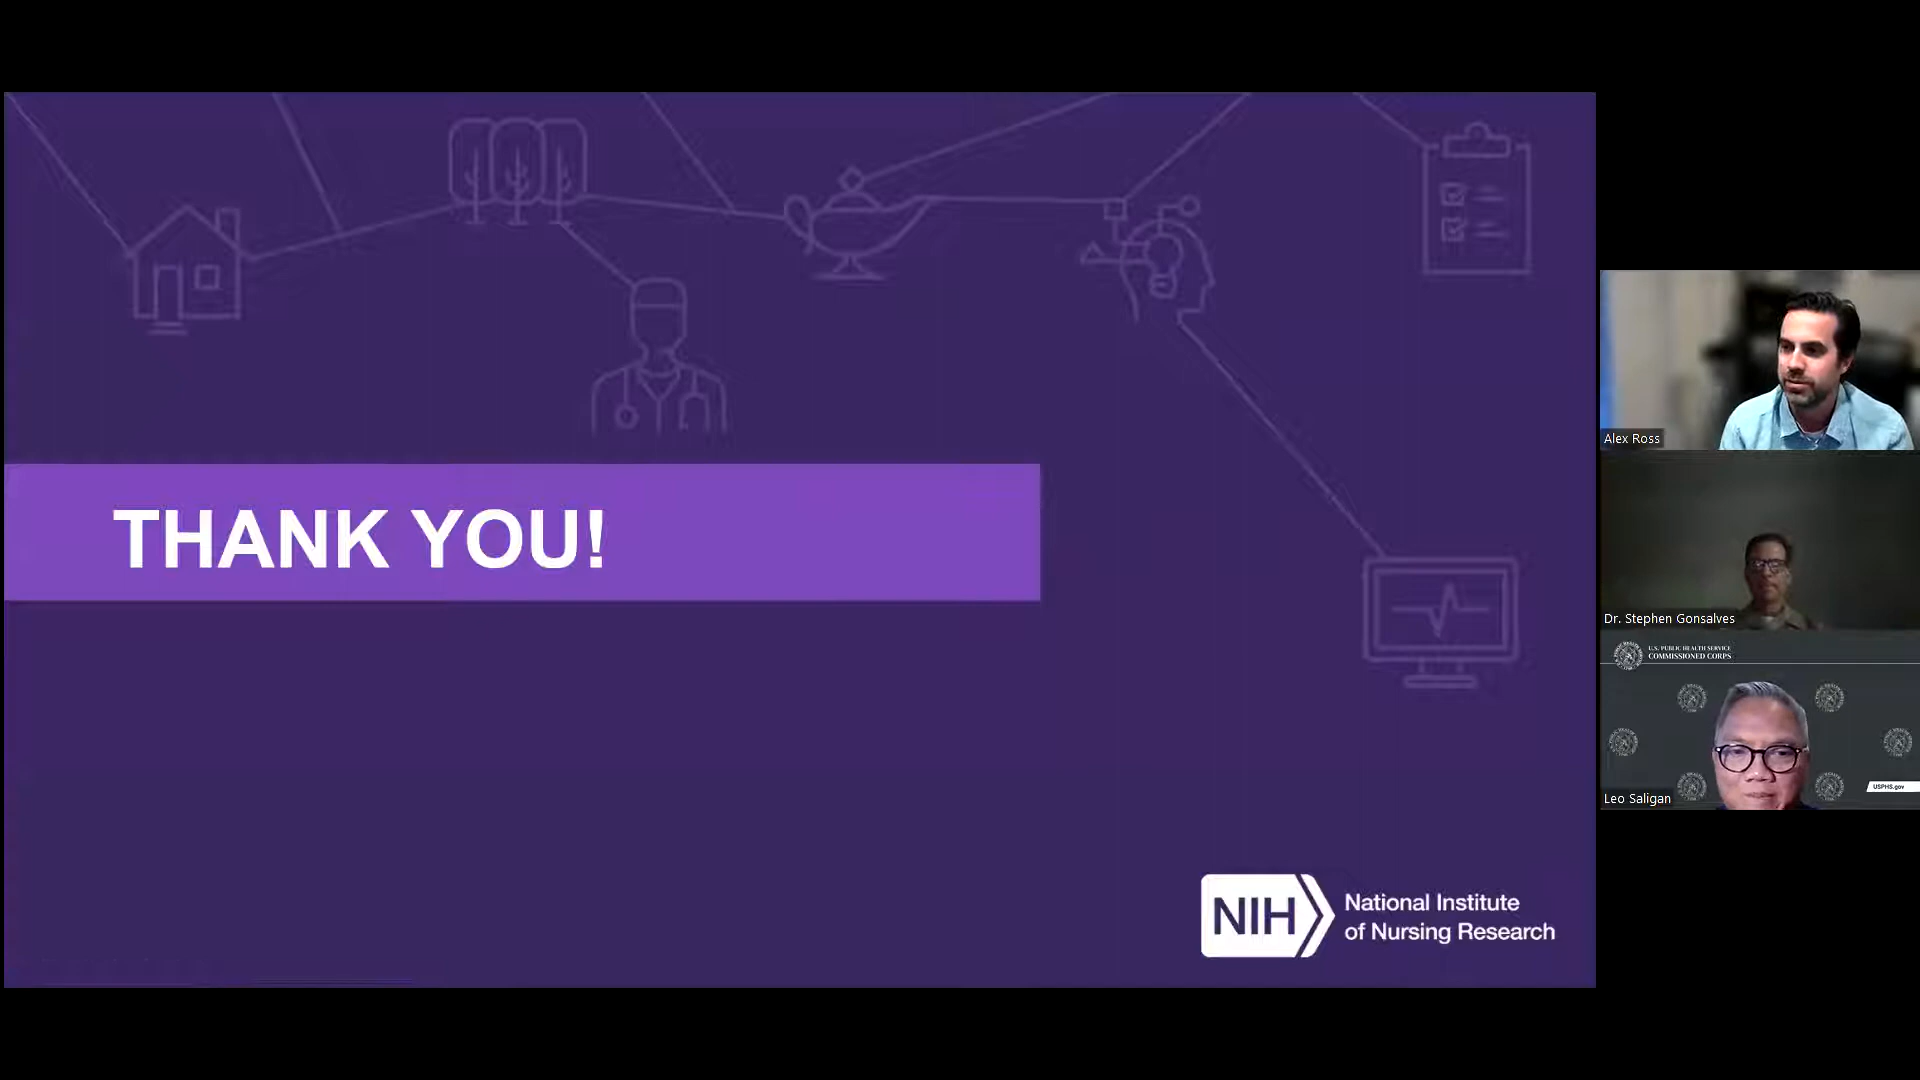 THANK YOU!
NIH
National Institute
of Nursing Research
Alex Ross
Dr. Stephen Gonsalves
U.S. PUBLIC HEALTH SERVICE
COMMISSIONED CORPS
USPHS.gov
Leo Saligan